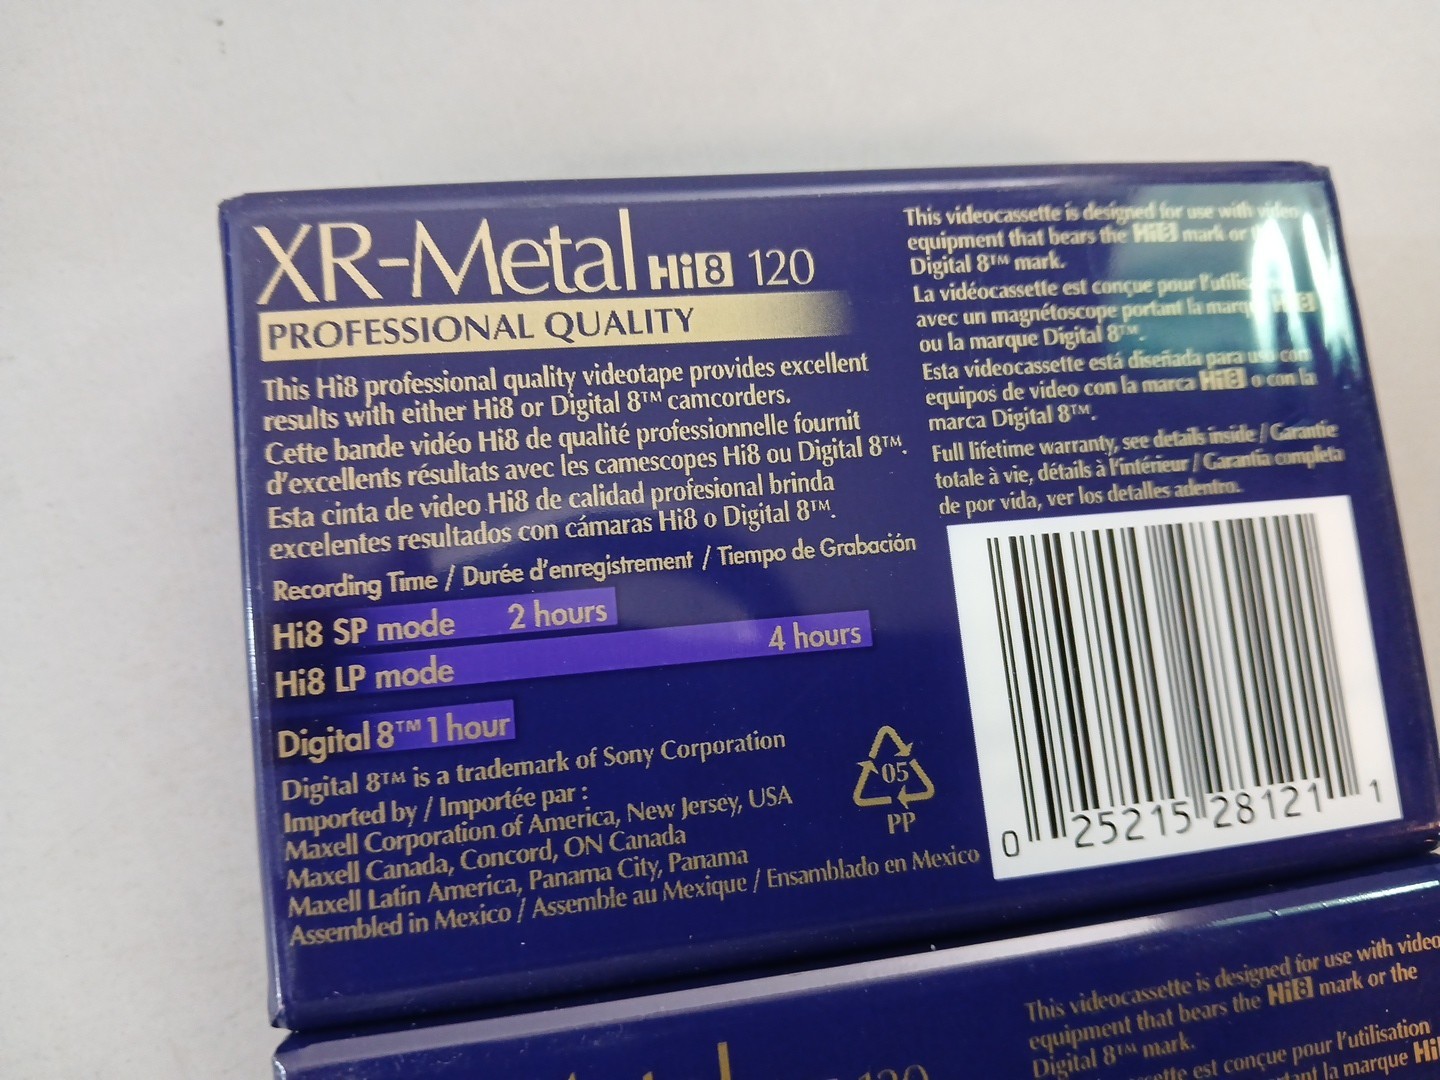 XR-Metal Hi8 120
PROFESSIONAL QUALITY
This Hi8 professional quality videotape provides excellent
results with either Hi8 or Digital 8™ camcorders.
Cette bande vidéo Hi8 de qualité professionnelle fournit
d'excellents résultats avec les camescopes Hi8 ou Digital 8™.
Esta cinta de video Hi8 de calidad profesional brinda
excelentes resultados con cámaras Hi8 o Digital 8™.
Recording Time / Durée d'enregistrement / Tiempo de Grabación
Hi8 SP mode 2 hours
Hi8 LP mode 4 hours
Digital 8™ 1 hour
Digital 8™ is a trademark of Sony Corporation
Imported by / Importée par :
Maxell Corporation of America, New Jersey, USA
Maxell Canada, Concord, ON Canada
Maxell Latin America, Panama City, Panama
Assembled in Mexico / Assemble au Mexique / Ensamblado en Mexico
05
PP
This videocassette is designed for use with video
equipment that bears the Hi8 mark or
Digital 8™ mark.
La vidéocassette est conçue pour
avec un magnétoscope portant la marque Hi8
ou la marque Digital 8™.
Esta videocassette está diseñada para uso con
equipos de video con la marca Hi8 o con la
marca Digital 8™.
Full lifetime warranty, see details inside / Garantie
totale à vie, détails à l'intérieur / Garantia completa
de por vida, ver los detalles adentro.
0 25215 28121 1
This videocassette is designed for use with video
equipment that bears the Hi8 mark or the
Digital 8™ mark.
est conçue pour l'utilisation
la marque
120